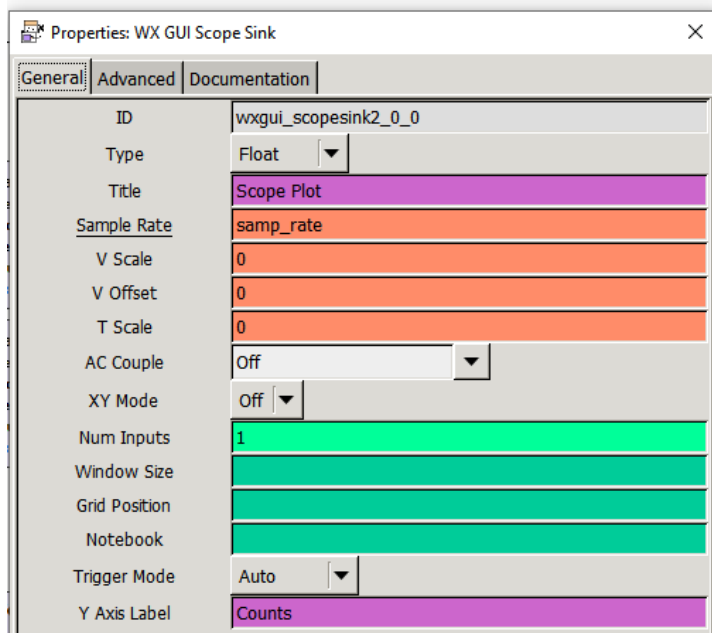 Properties: WX GUI Scope Sink
General Advanced Documentation
ID wxgui_scopesink2_0_0
Type Float
Title Scope Plot
Sample Rate samp_rate
V Scale 0
V Offset 0
T Scale 0
AC Couple Off
XY Mode Off
Num Inputs 1
Window Size
Grid Position
Notebook
Trigger Mode Auto
Y Axis Label Counts